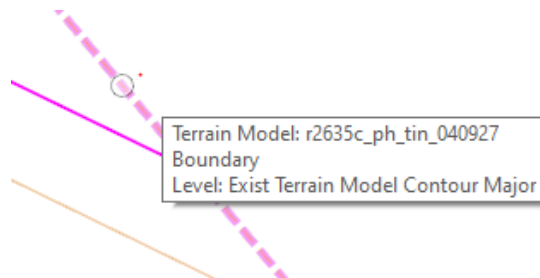 Terrain Model: r2635c_ph_tin_040927
Boundary
Level: Exist Terrain Model Contour Major